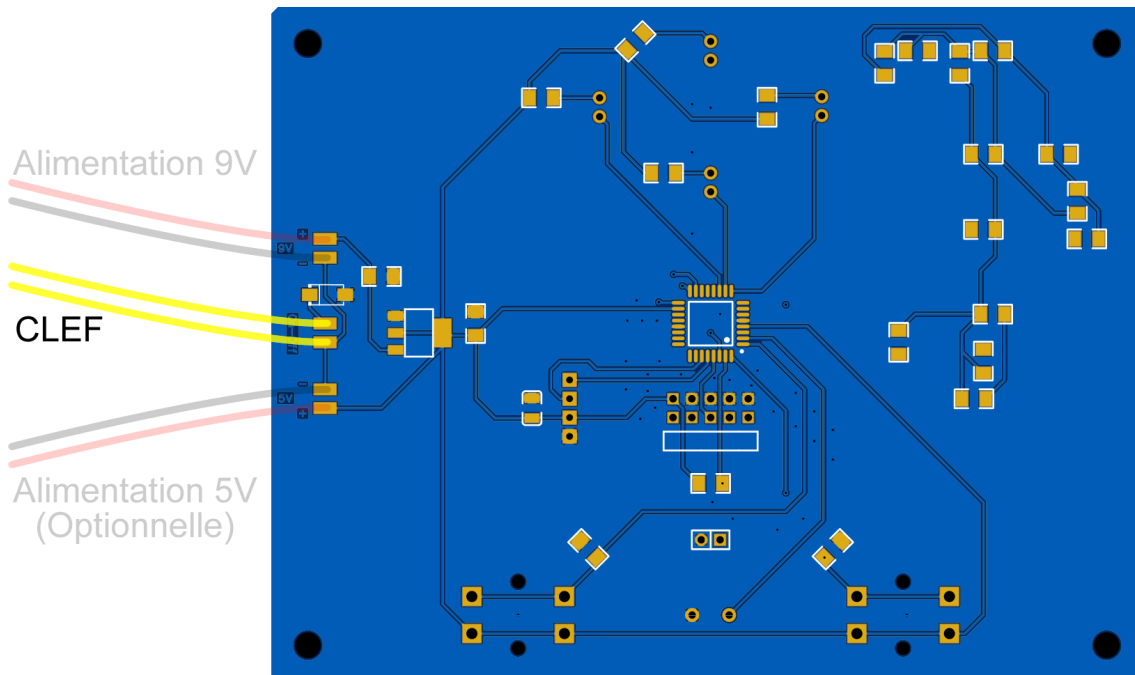 Alimentation 9V
+
9V
−
CLEF
−
5V
+
Alimentation 5V
(Optionnelle)